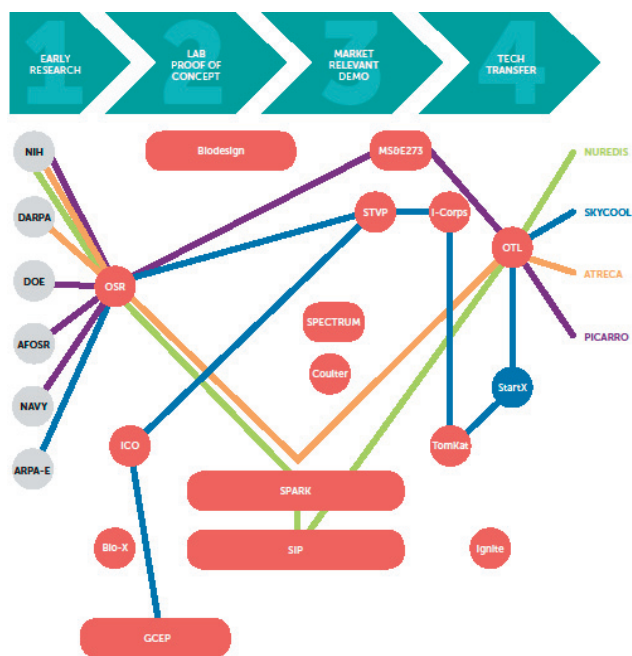 1
EARLY
RESEARCH
2
LAB
PROOF OF
CONCEPT
3
MARKET
RELEVANT
DEMO
4
TECH
TRANSFER
NIH
Biodesign
MS&E273
NUREDIS
DARPA
STVP
I-Corps
SKYCOOL
OTL
DOE
OSR
ATRECA
AFOSR
SPECTRUM
PICARRO
Coulter
StartX
NAVY
ICO
TomKat
ARPA-E
SPARK
Bio-X
SIP
Ignite
GCEP